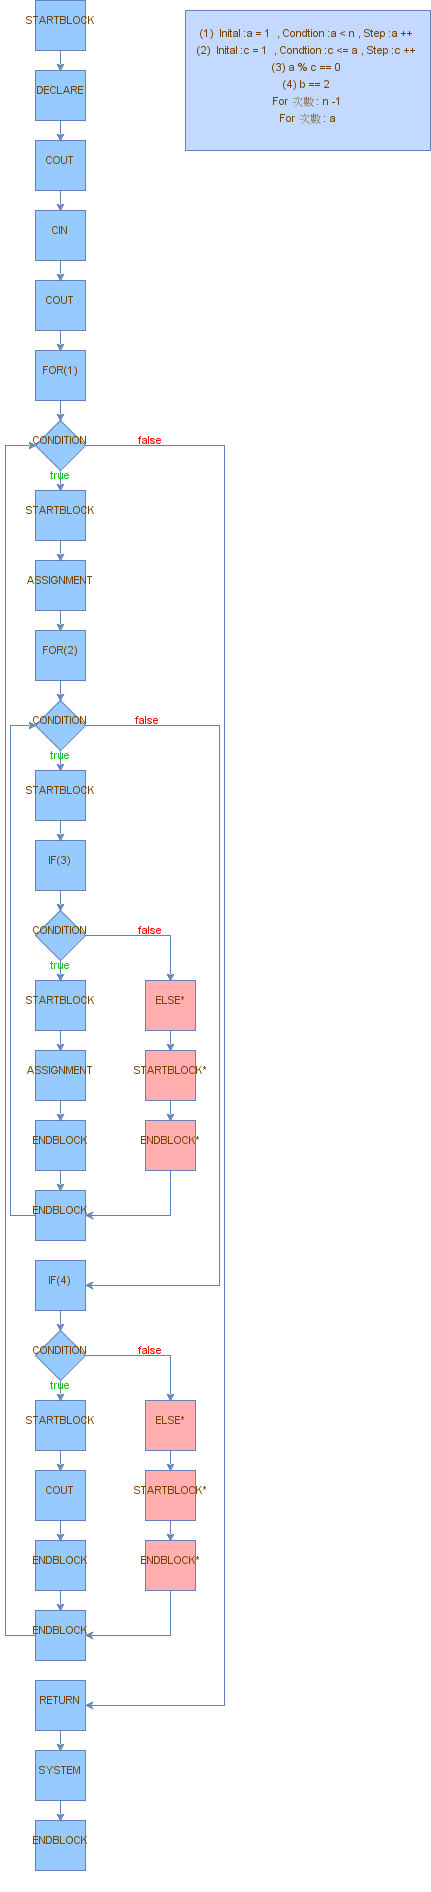 STARTBLOCK
(1) Inital :a = 1 , Condtion :a < n , Step :a ++
(2) Inital :c = 1 , Condtion :c <= a , Step :c ++
(3) a % c == 0
(4) b == 2
For 次數 : n -1
For 次數 : a
DECLARE
COUT
CIN
COUT
FOR(1)
CONDITION
false
true
STARTBLOCK
ASSIGNMENT
FOR(2)
CONDITION
false
true
STARTBLOCK
IF(3)
CONDITION
false
true
STARTBLOCK
ELSE*
ASSIGNMENT
STARTBLOCK*
ENDBLOCK
ENDBLOCK*
ENDBLOCK
IF(4)
CONDITION
false
true
STARTBLOCK
ELSE*
COUT
STARTBLOCK*
ENDBLOCK
ENDBLOCK*
ENDBLOCK
RETURN
SYSTEM
ENDBLOCK